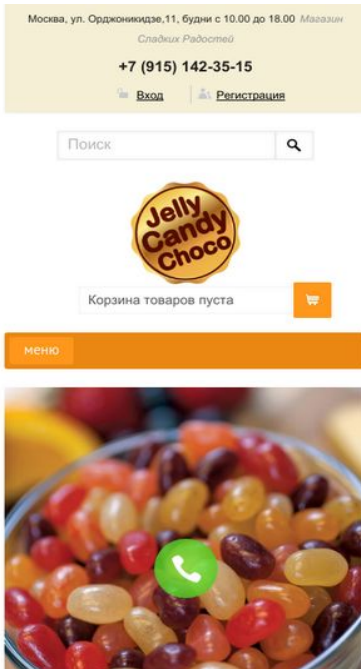 Москва, ул. Орджоникидзе,11, будни с 10.00 до 18.00 Магазин
Сладких Радостей
+7 (915) 142-35-15
Вход Регистрация
Поиск
Jelly
Candy
Choco
Корзина товаров пуста
меню